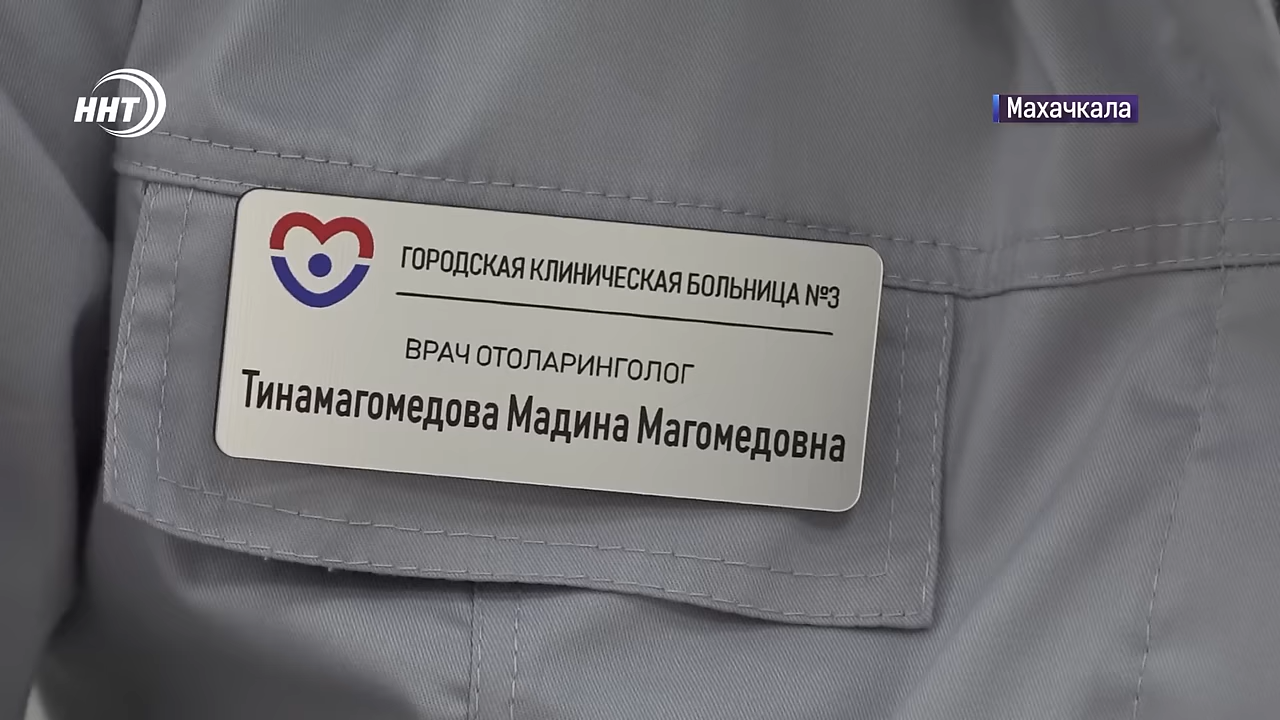 ННТ
Махачкала
ГОРОДСКАЯ КЛИНИЧЕСКАЯ БОЛЬНИЦА №3
ВРАЧ ОТОЛАРИНГОЛОГ
Тинамагомедова Мадина Магомедовна